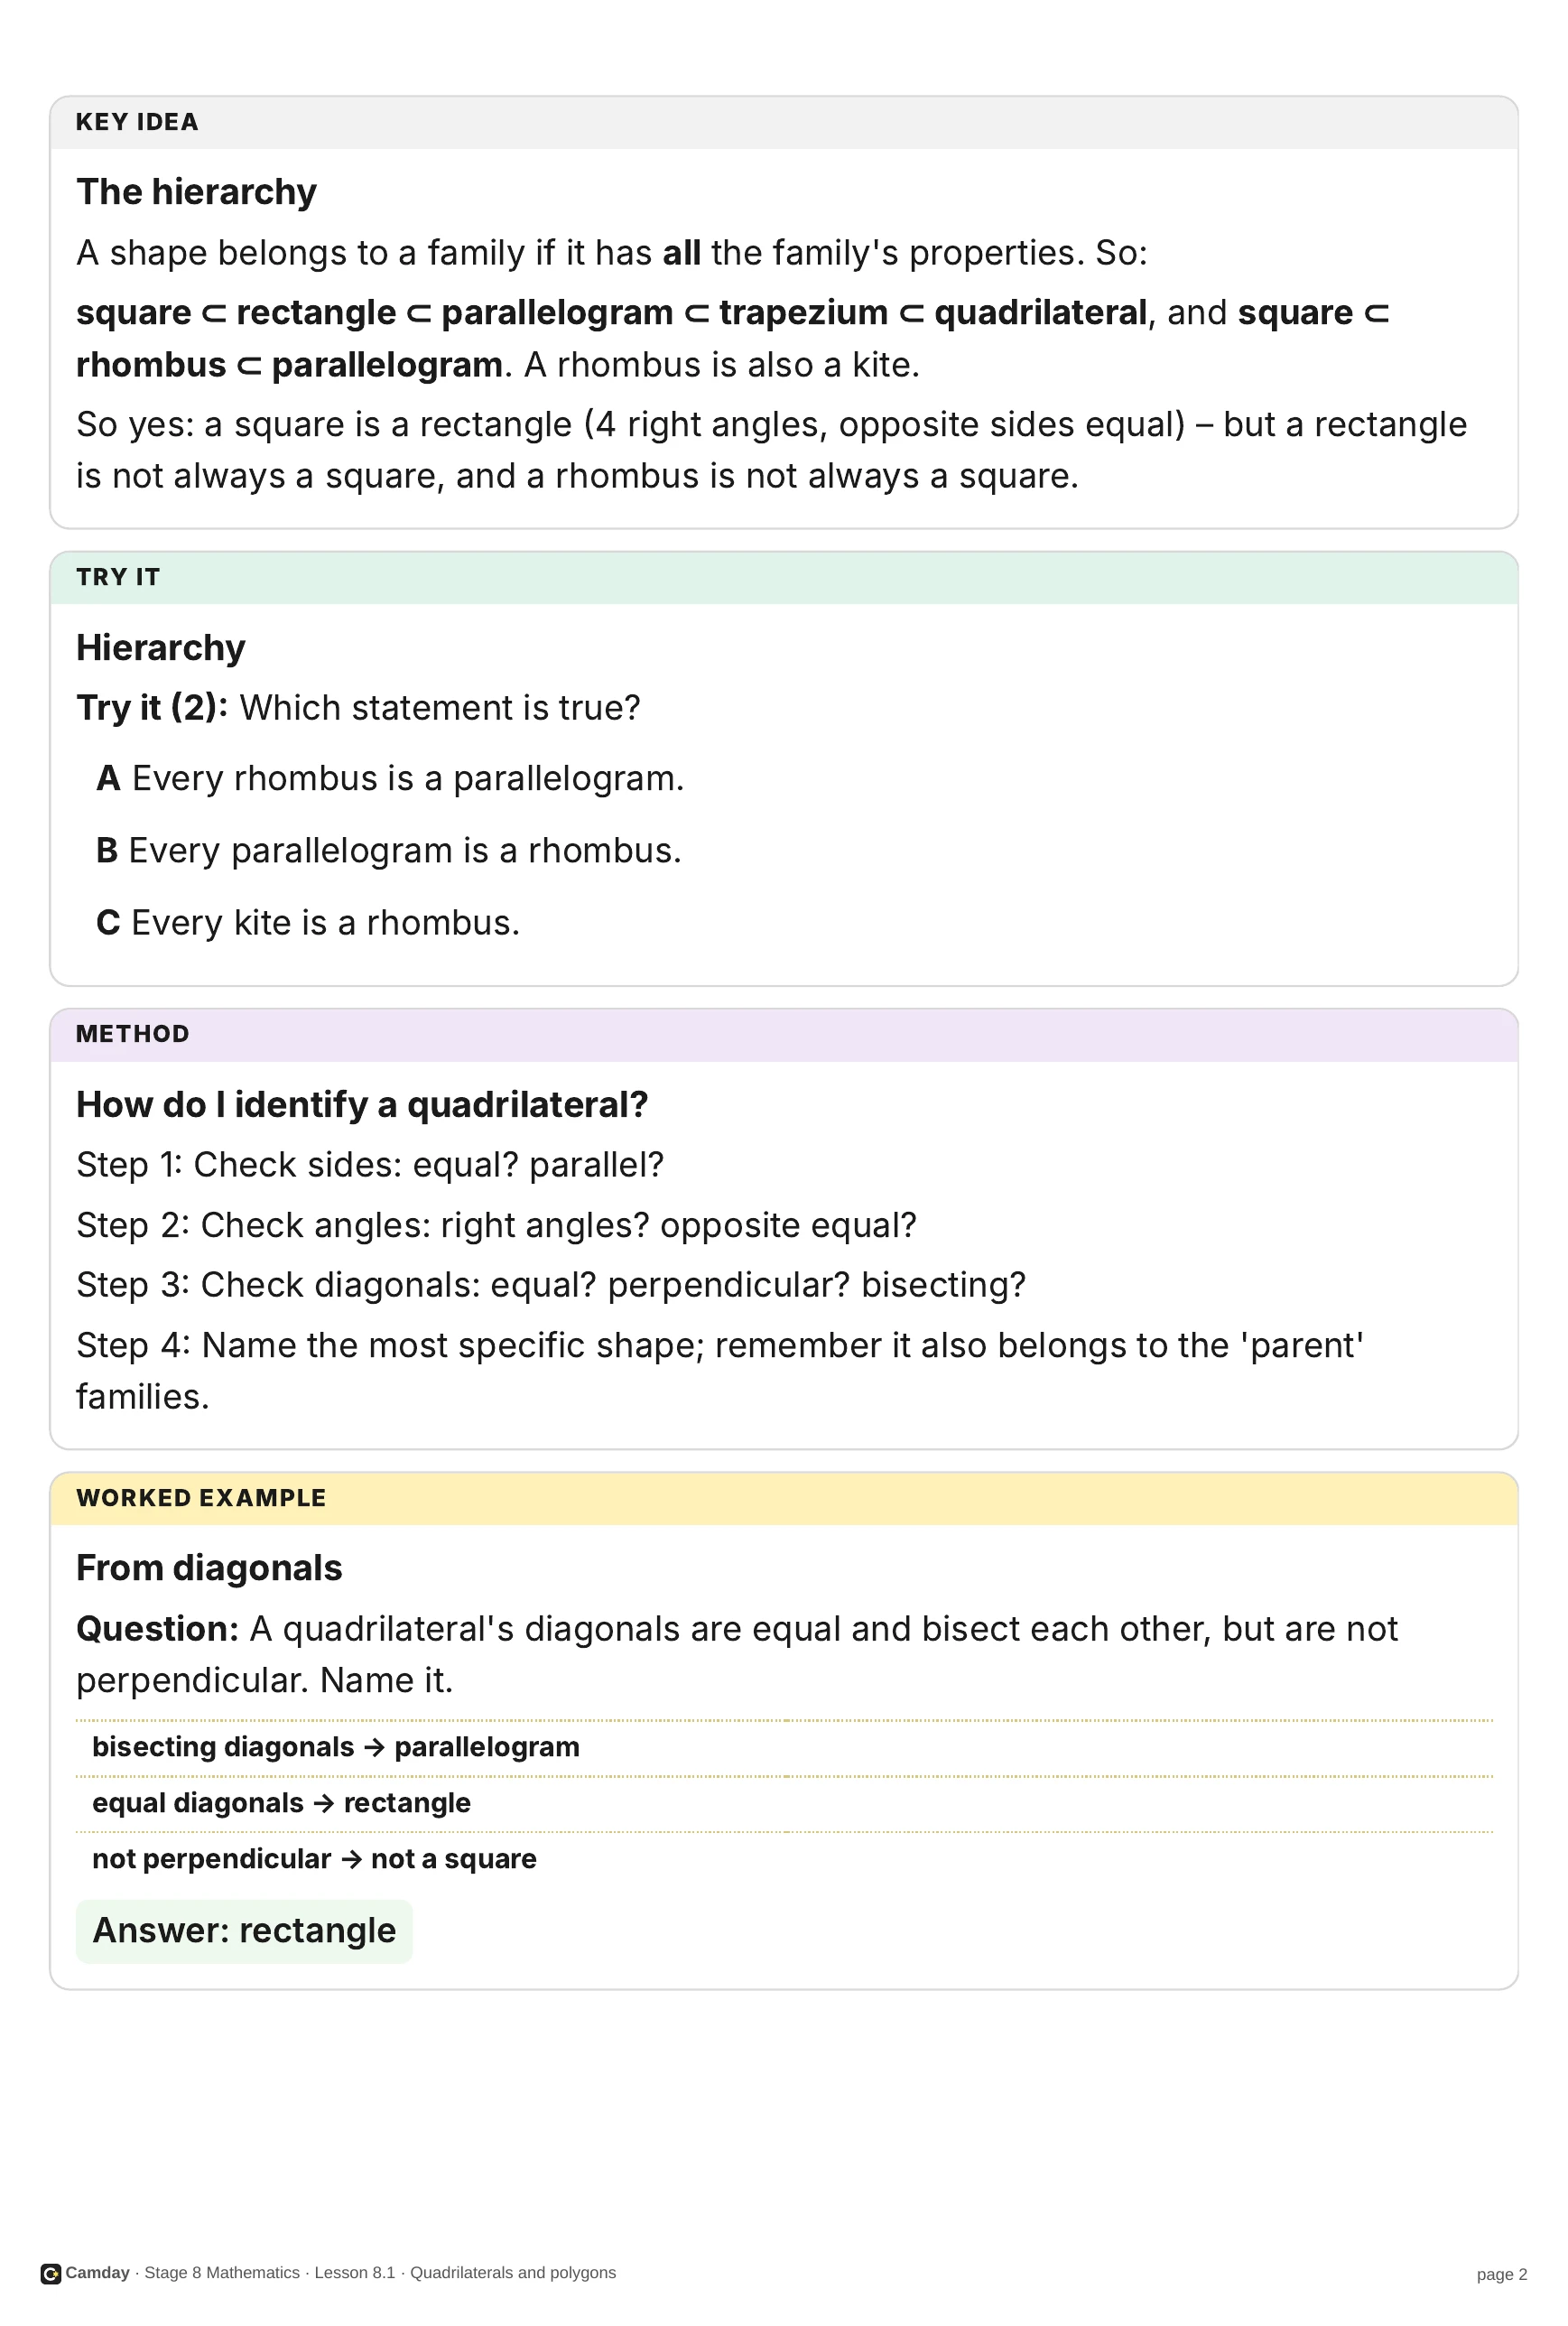 KEY IDEA
The hierarchy
A shape belongs to a family if it has all the family's properties. So:
square ⊂ rectangle ⊂ parallelogram ⊂ trapezium ⊂ quadrilateral, and square ⊂
rhombus ⊂ parallelogram. A rhombus is also a kite.
So yes: a square is a rectangle (4 right angles, opposite sides equal) – but a rectangle
is not always a square, and a rhombus is not always a square.
TRY IT
Hierarchy
Try it (2): Which statement is true?
A Every rhombus is a parallelogram.
B Every parallelogram is a rhombus.
C Every kite is a rhombus.
METHOD
How do I identify a quadrilateral?
Step 1: Check sides: equal? parallel?
Step 2: Check angles: right angles? opposite equal?
Step 3: Check diagonals: equal? perpendicular? bisecting?
Step 4: Name the most specific shape; remember it also belongs to the 'parent'
families.
WORKED EXAMPLE
From diagonals
Question: A quadrilateral's diagonals are equal and bisect each other, but are not
perpendicular. Name it.
bisecting diagonals → parallelogram
equal diagonals → rectangle
not perpendicular → not a square
Answer: rectangle
Camday · Stage 8 Mathematics · Lesson 8.1 · Quadrilaterals and polygons
page 2